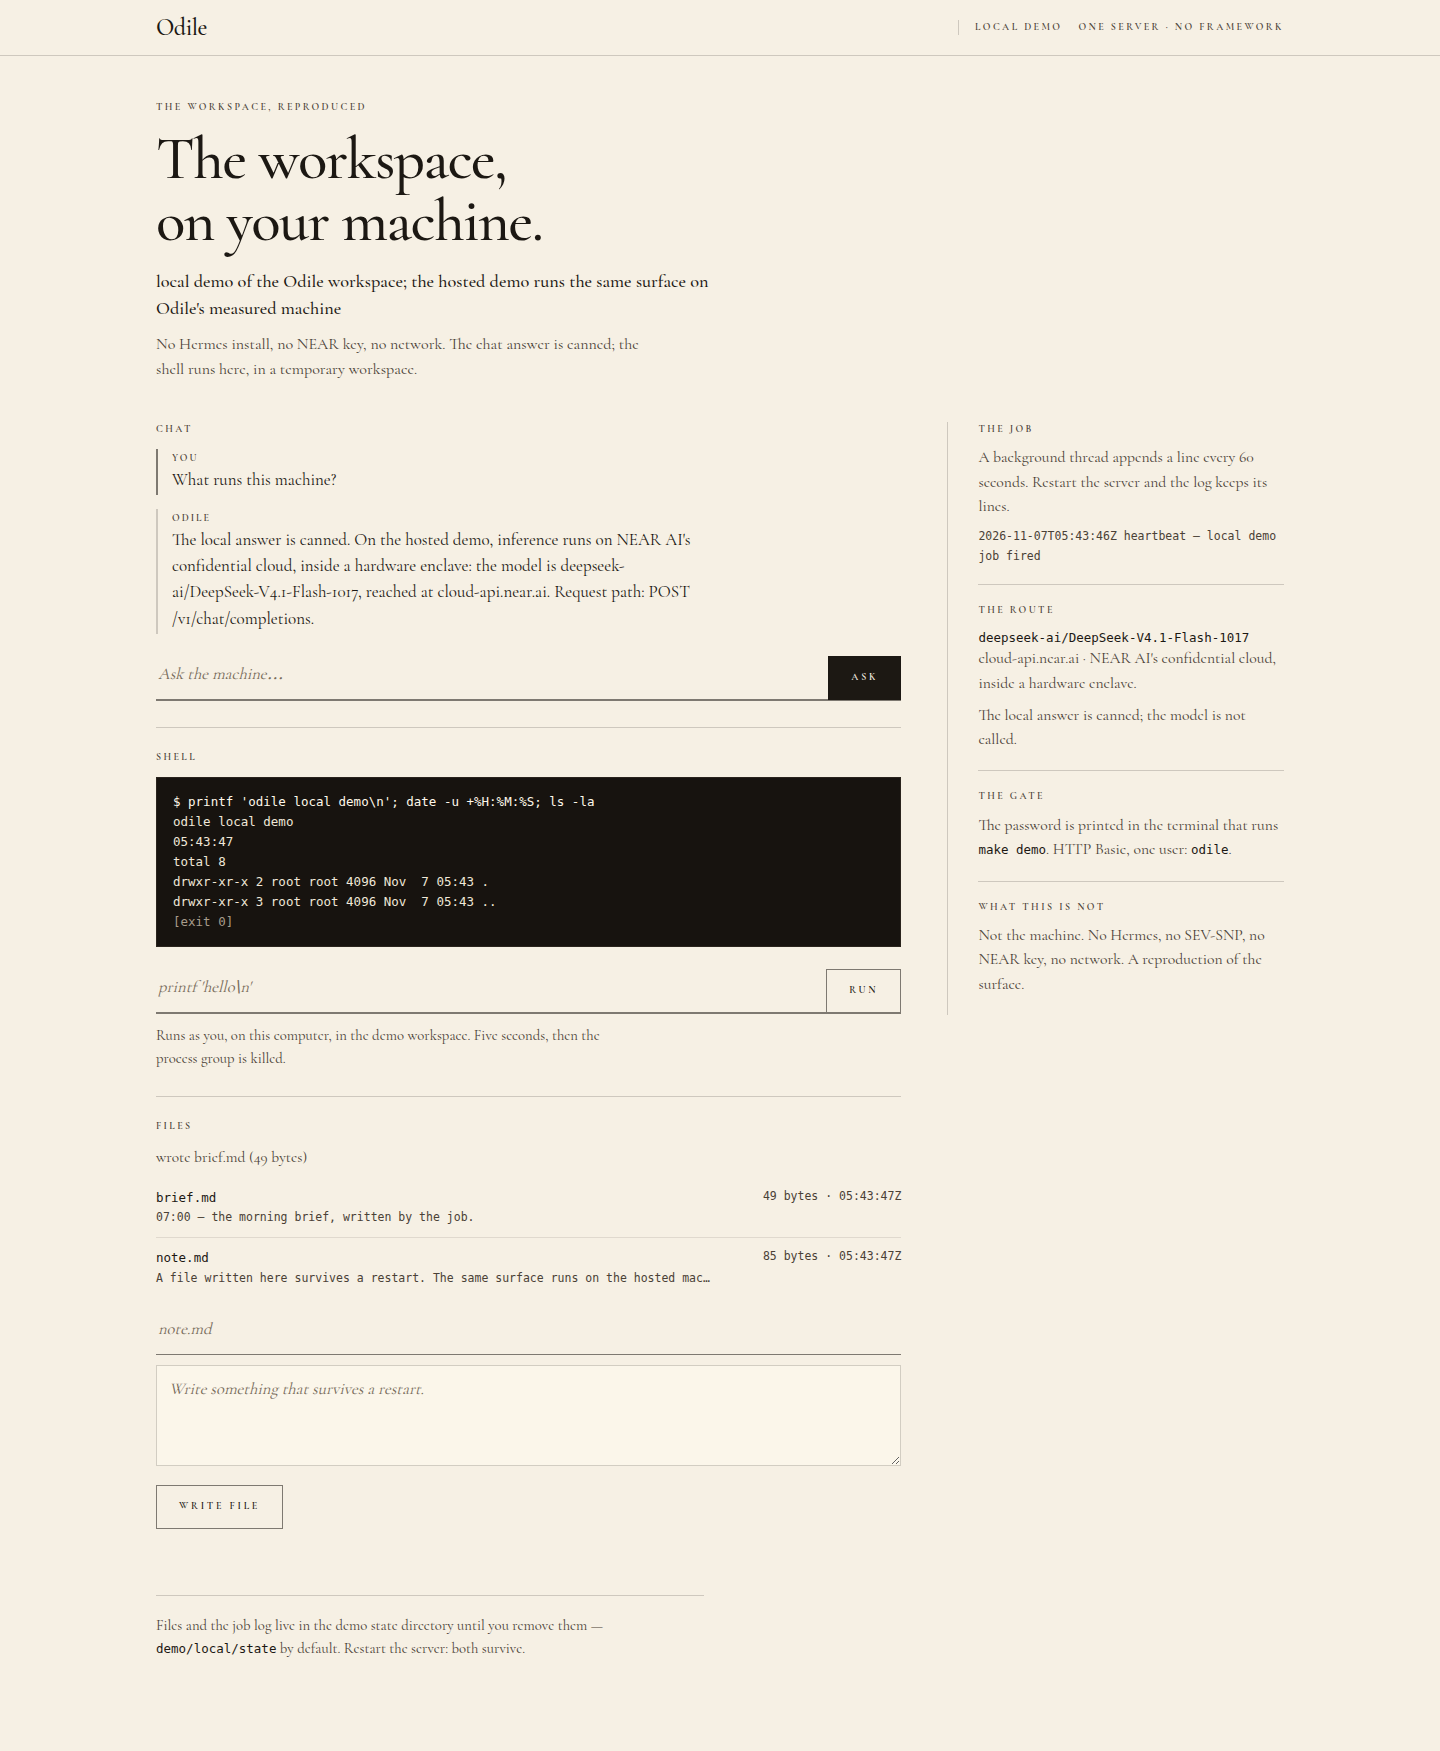 Odile
LOCAL DEMO ONE SERVER · NO FRAMEWORK
THE WORKSPACE, REPRODUCED
The workspace,
on your machine.
local demo of the Odile workspace; the hosted demo runs the same surface on
Odile's measured machine
No Hermes install, no NEAR key, no network. The chat answer is canned; the
shell runs here, in a temporary workspace.
CHAT
YOU
What runs this machine?
ODILE
The local answer is canned. On the hosted demo, inference runs on NEAR AI's
confidential cloud, inside a hardware enclave: the model is deepseek-
ai/DeepSeek-V4.1-Flash-1017, reached at cloud-api.near.ai. Request path: POST
/v1/chat/completions.
Ask the machine...
ASK
SHELL
$ printf 'odile local demo\n'; date -u +%H:%M:%S; ls -la
odile local demo
05:43:47
total 8
drwxr-xr-x 2 root root 4096 Nov  7 05:43 .
drwxr-xr-x 3 root root 4096 Nov  7 05:43 ..
[exit 0]
printf 'hello\n'
RUN
Runs as you, on this computer, in the demo workspace. Five seconds, then the
process group is killed.
FILES
wrote brief.md (49 bytes)
brief.md 49 bytes · 05:43:47Z
07:00 — the morning brief, written by the job.
note.md 85 bytes · 05:43:47Z
A file written here survives a restart. The same surface runs on the hosted mac…
note.md
Write something that survives a restart.
WRITE FILE
Files and the job log live in the demo state directory until you remove them —
demo/local/state by default. Restart the server: both survive.
THE JOB
A background thread appends a line every 60
seconds. Restart the server and the log keeps its
lines.
2026-11-07T05:43:46Z heartbeat — local demo
job fired
THE ROUTE
deepseek-ai/DeepSeek-V4.1-Flash-1017
cloud-api.near.ai · NEAR AI's confidential cloud,
inside a hardware enclave.
The local answer is canned; the model is not
called.
THE GATE
The password is printed in the terminal that runs
make demo. HTTP Basic, one user: odile.
WHAT THIS IS NOT
Not the machine. No Hermes, no SEV-SNP, no
NEAR key, no network. A reproduction of the
surface.